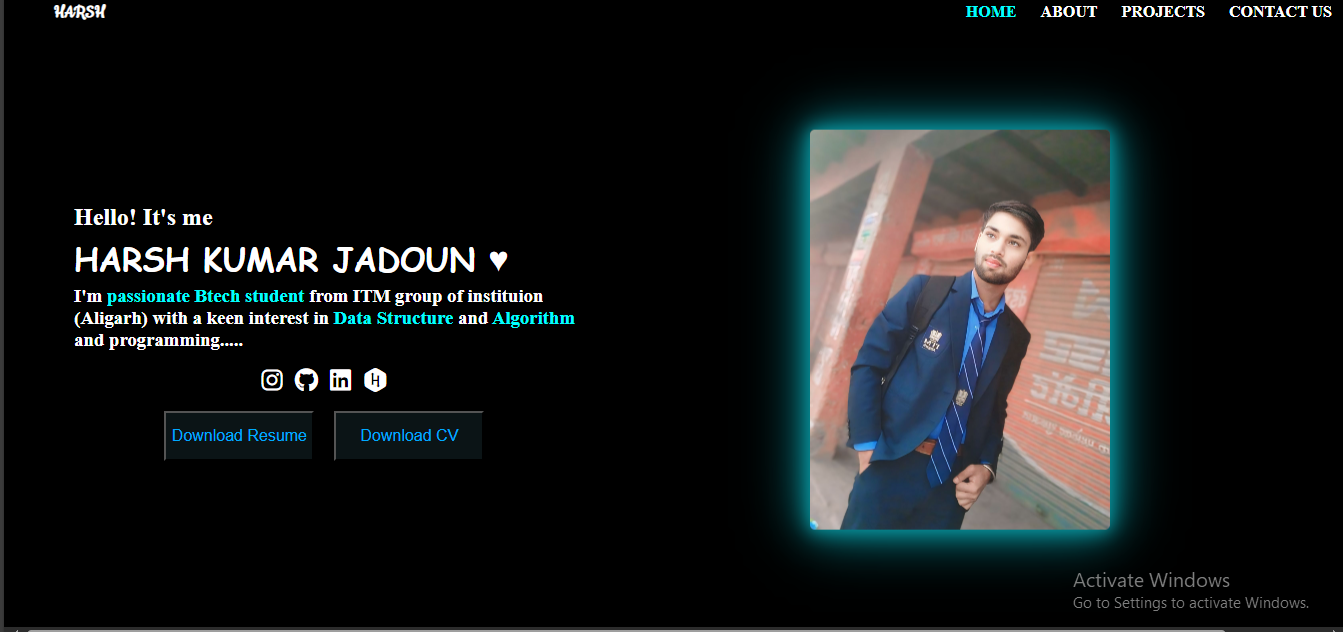 HARSH
HOME ABOUT PROJECTS CONTACT US
Hello! It's me
HARSH KUMAR JADOUN ♥
I'm passionate Btech student from ITM group of instituion
(Aligarh) with a keen interest in Data Structure and Algorithm
and programming.....
Download Resume Download CV
Activate Windows
Go to Settings to activate Windows.